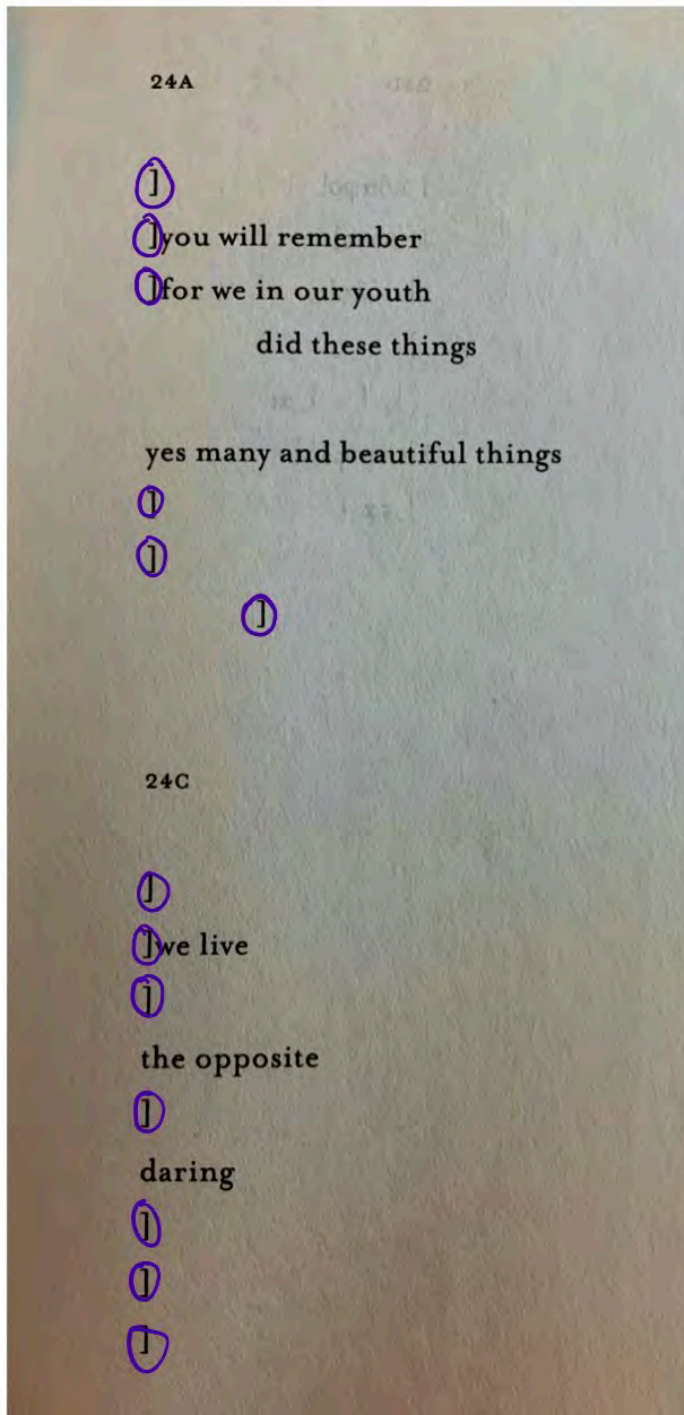 24A
]
]you will remember
]for we in our youth
did these things
yes many and beautiful things
]
]
]
24C
]
]we live
]
the opposite
]
daring
]
]
]